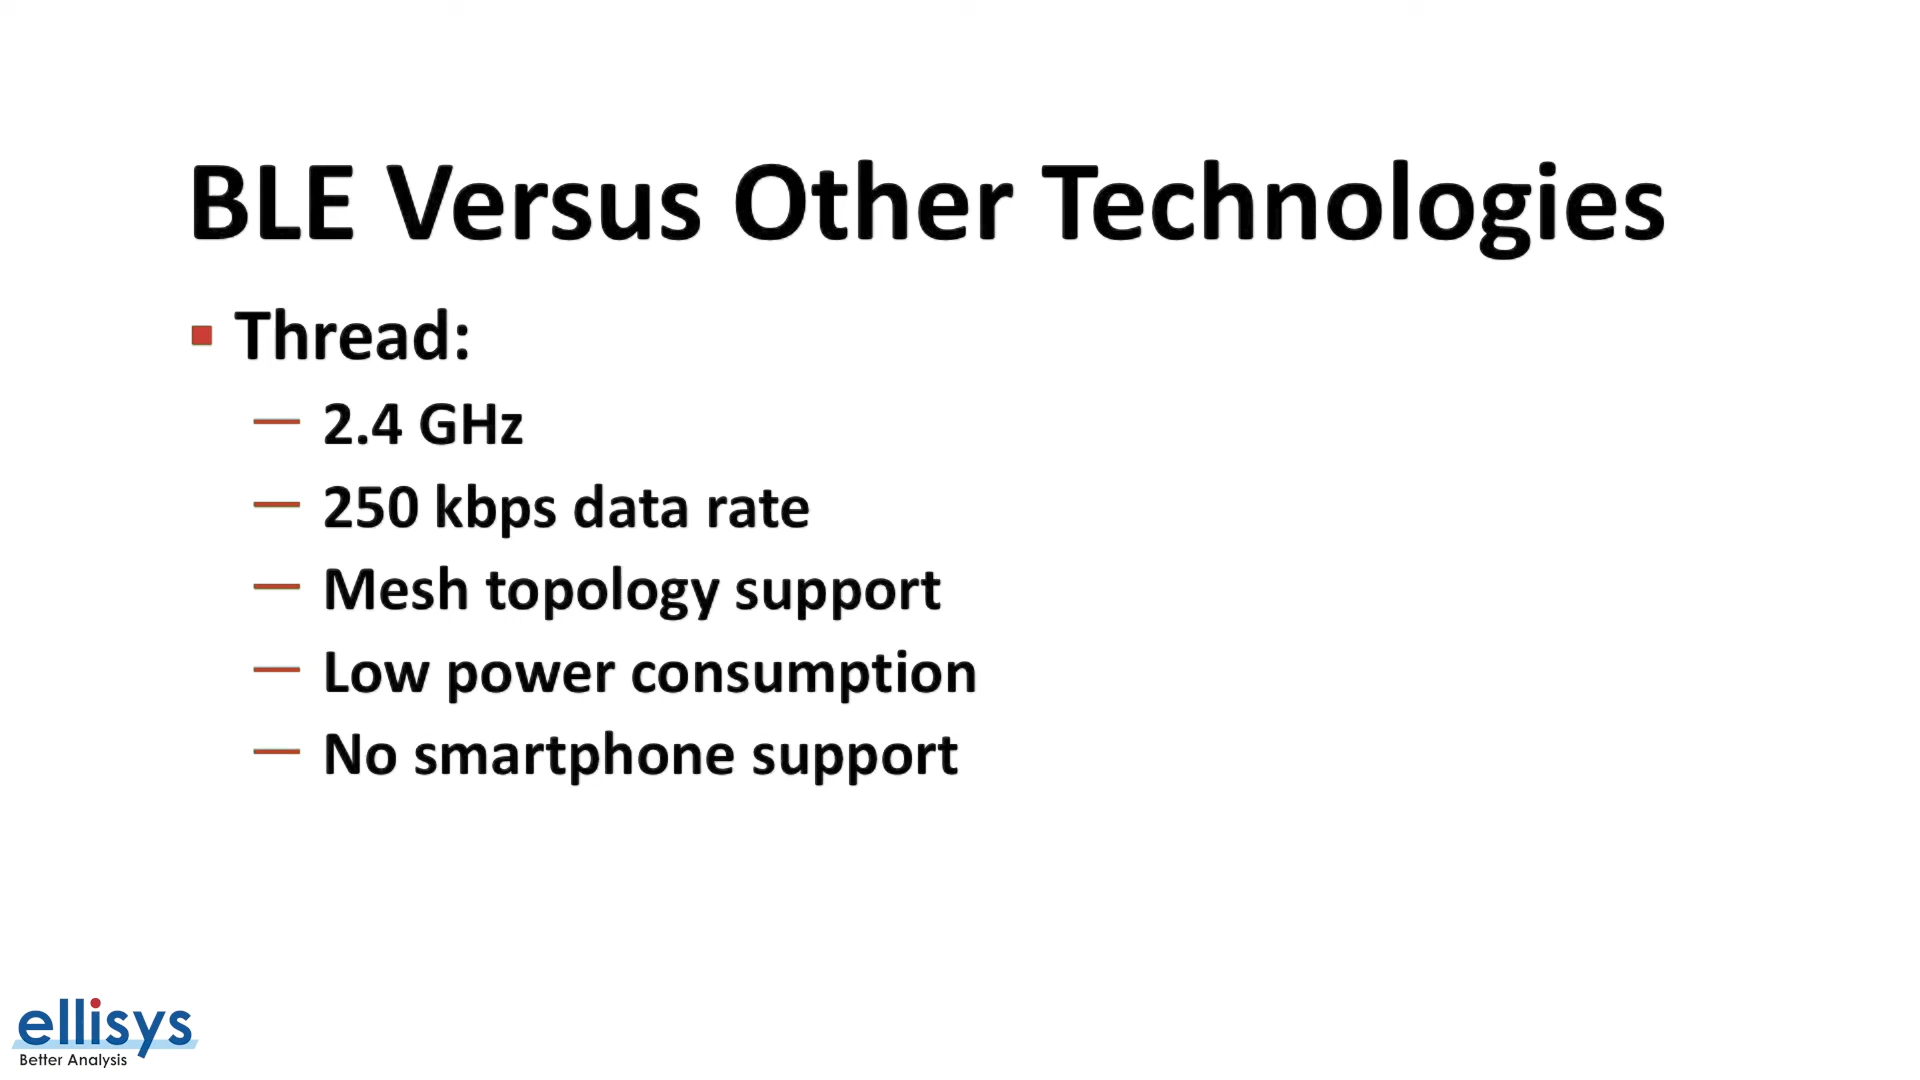 BLE Versus Other Technologies
Thread:
2.4 GHz
250 kbps data rate
Mesh topology support
Low power consumption
No smartphone support
ellisys
Better Analysis